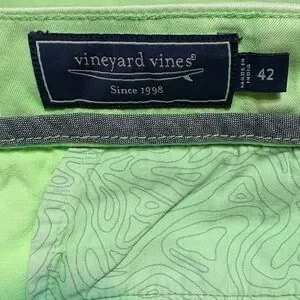 vineyard vines®
Since 1998
MADE IN
INDIA
42